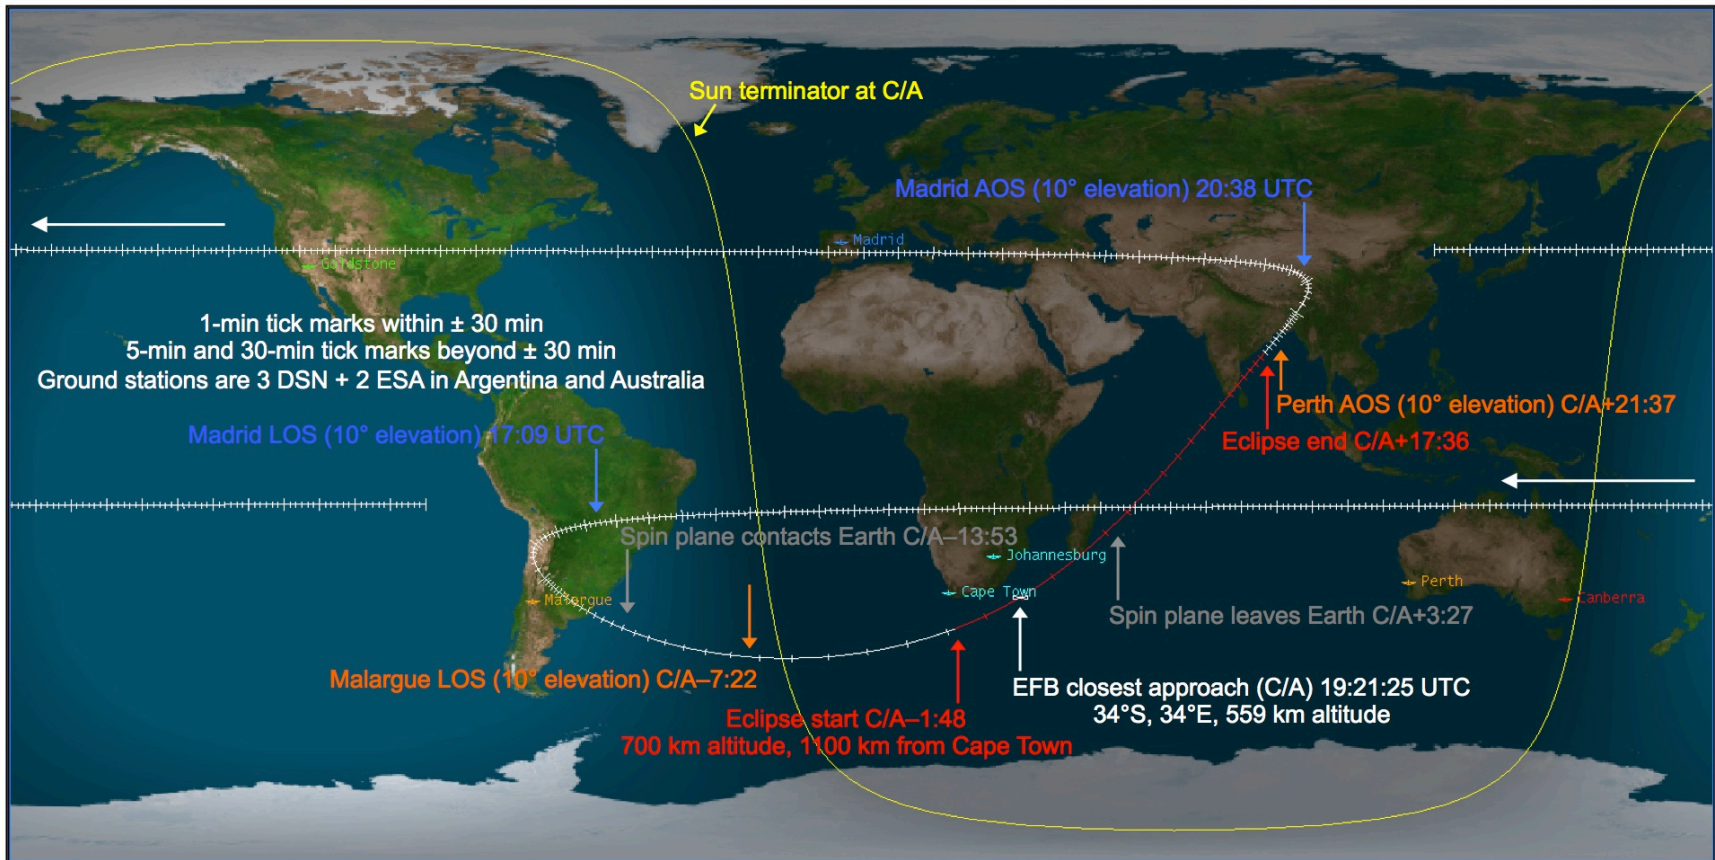 Sun terminator at C/A
Madrid AOS (10° elevation) 20:38 UTC
Madrid
Goldstone
1-min tick marks within ± 30 min
5-min and 30-min tick marks beyond ± 30 min
Ground stations are 3 DSN + 2 ESA in Argentina and Australia
Perth AOS (10° elevation) C/A+21:37
Madrid LOS (10° elevation) 17:09 UTC
Eclipse end C/A+17:36
Spin plane contacts Earth C/A–13:53
Johannesburg
Perth
Cape Town
Malargue
Canberra
Spin plane leaves Earth C/A+3:27
Malargue LOS (10° elevation) C/A–7:22
EFB closest approach (C/A) 19:21:25 UTC
34°S, 34°E, 559 km altitude
Eclipse start C/A–1:48
700 km altitude, 1100 km from Cape Town